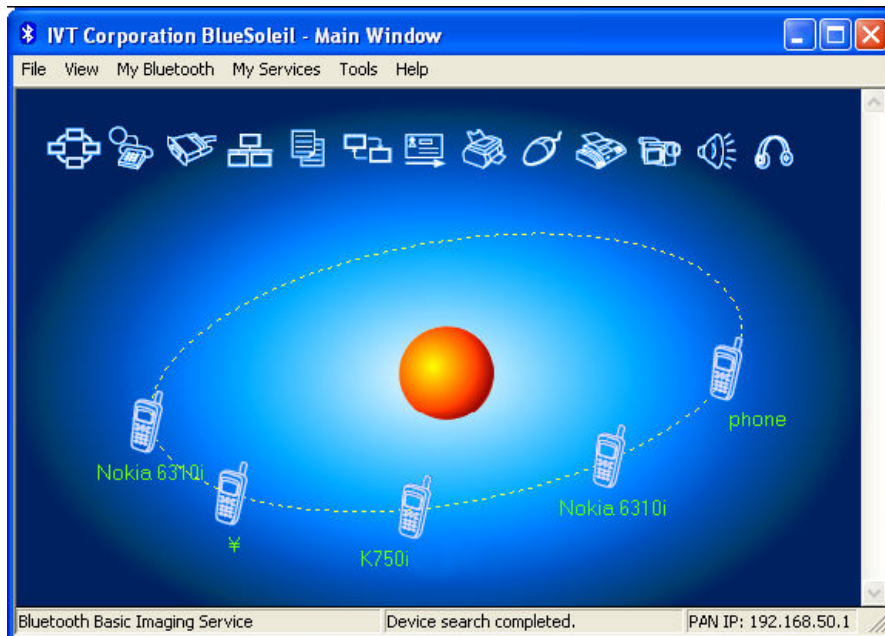 IVT Corporation BlueSoleil - Main Window
File View My Bluetooth My Services Tools Help
phone
Nokia 6310i
Nokia 6310i
¥
K750i
Bluetooth Basic Imaging Service Device search completed. PAN IP: 192.168.50.1